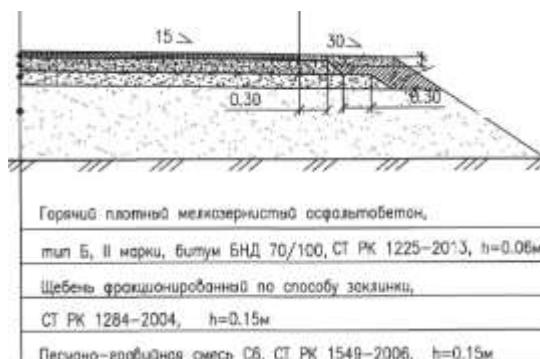 15 30
0.30 0.30
Горячий плотный мелкозернистый асфальтобетон,
тип Б, II марки, битум БНД 70/100, СТ РК 1225-2013, h=0.06м
Щебень фракционированный по способу заклинки,
СТ РК 1284-2004, h=0.15м
Песчано-гравийная смесь С6, СТ РК 1549-2006, h=0.15м